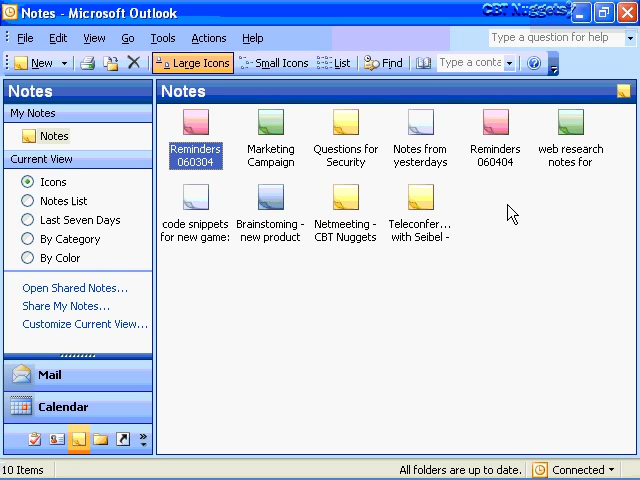 Notes - Microsoft Outlook
CBT Nuggets
File Edit View Go Tools Actions Help
Type a question for help
New
Large Icons Small Icons List Find Type a conta
Notes
My Notes
Notes
Current View
Icons
Notes List
Last Seven Days
By Category
By Color
Open Shared Notes...
Share My Notes...
Customize Current View...
Mail
Calendar
Notes
Reminders
060304
Marketing
Campaign
Questions for
Security
Notes from
yesterdays
Reminders
060404
web research
notes for
code snippets
for new game:
Brainstoming -
new product
Netmeeting -
CBT Nuggets
Teleconfer...
with Seibel -
10 Items
All folders are up to date.
Connected